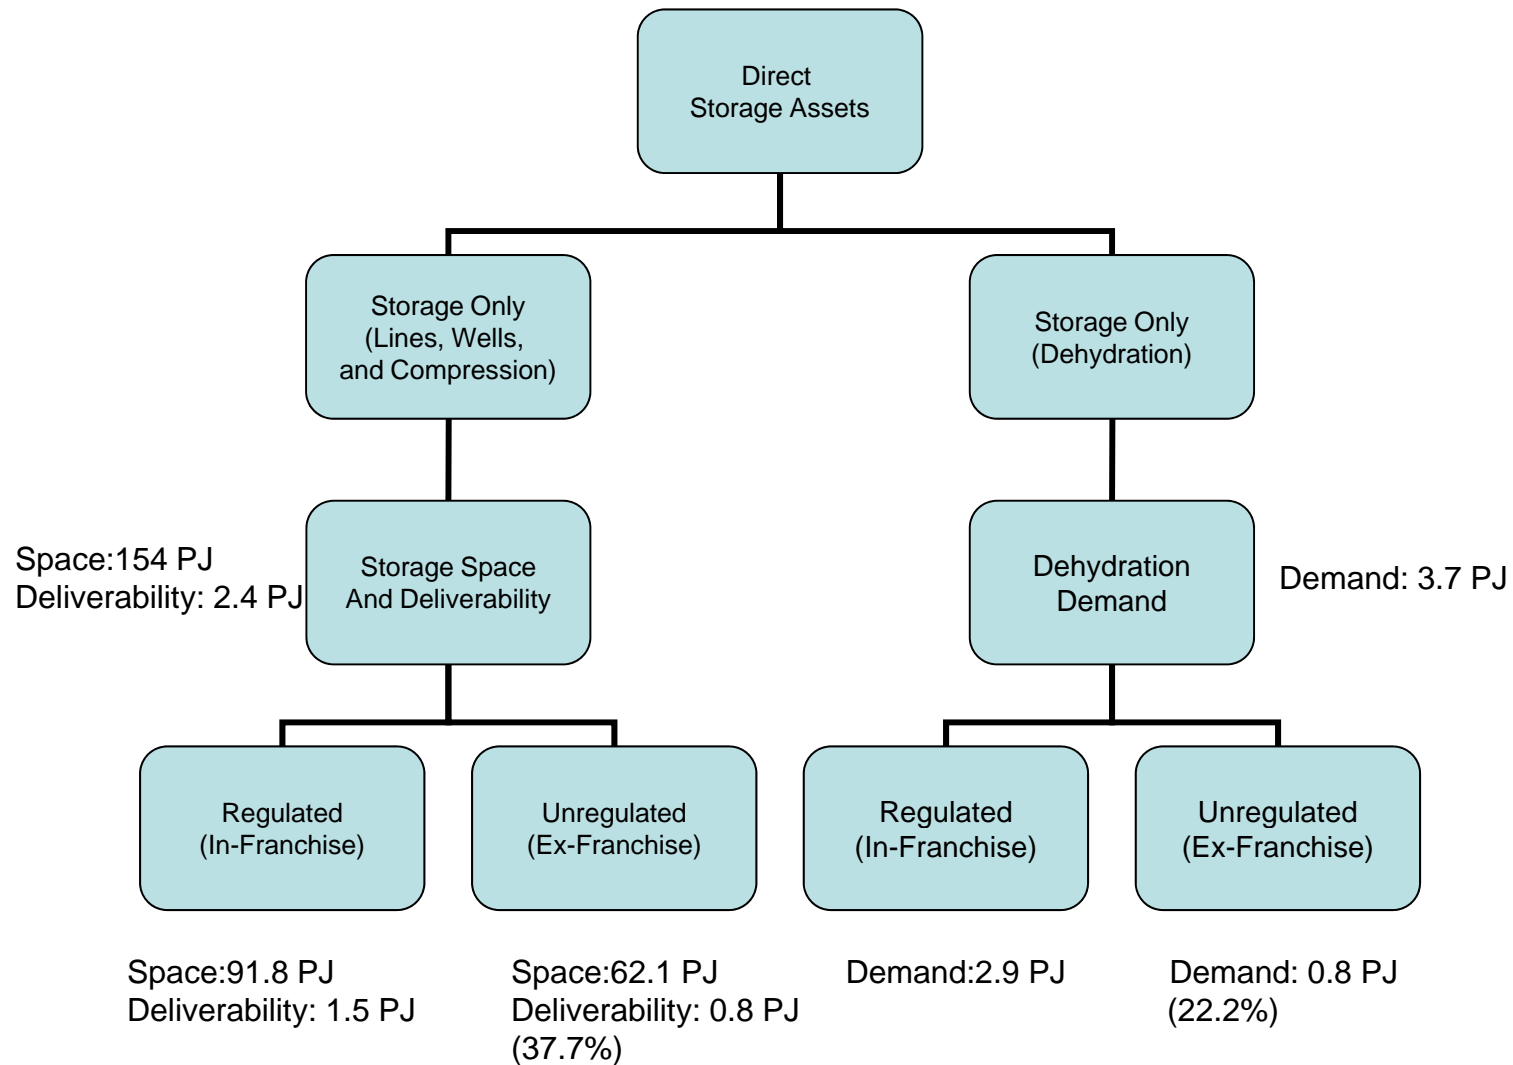 Direct
Storage Assets
Storage Only
(Lines, Wells,
and Compression)
Storage Only
(Dehydration)
Space:154 PJ
Deliverability: 2.4 PJ
Storage Space
And Deliverability
Dehydration
Demand
Demand: 3.7 PJ
Regulated
(In-Franchise)
Unregulated
(Ex-Franchise)
Regulated
(In-Franchise)
Unregulated
(Ex-Franchise)
Space:91.8 PJ
Deliverability: 1.5 PJ
Space:62.1 PJ
Deliverability: 0.8 PJ
(37.7%)
Demand:2.9 PJ
Demand: 0.8 PJ
(22.2%)